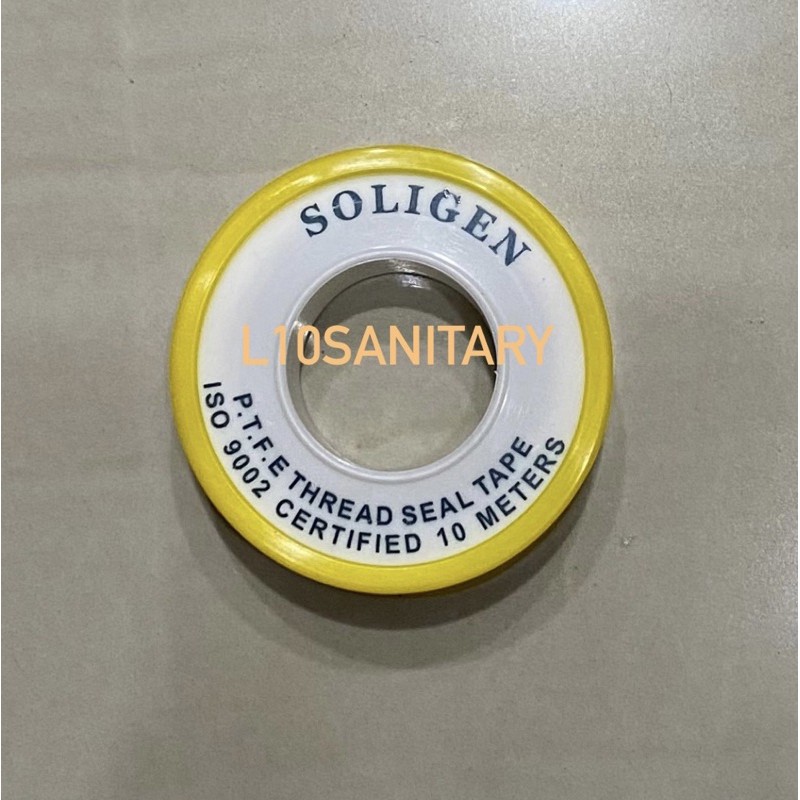 SOLIGEN
L10SANITARY
P.T.F.E THREAD SEAL TAPE
ISO 9002 CERTIFIED 10 METERS